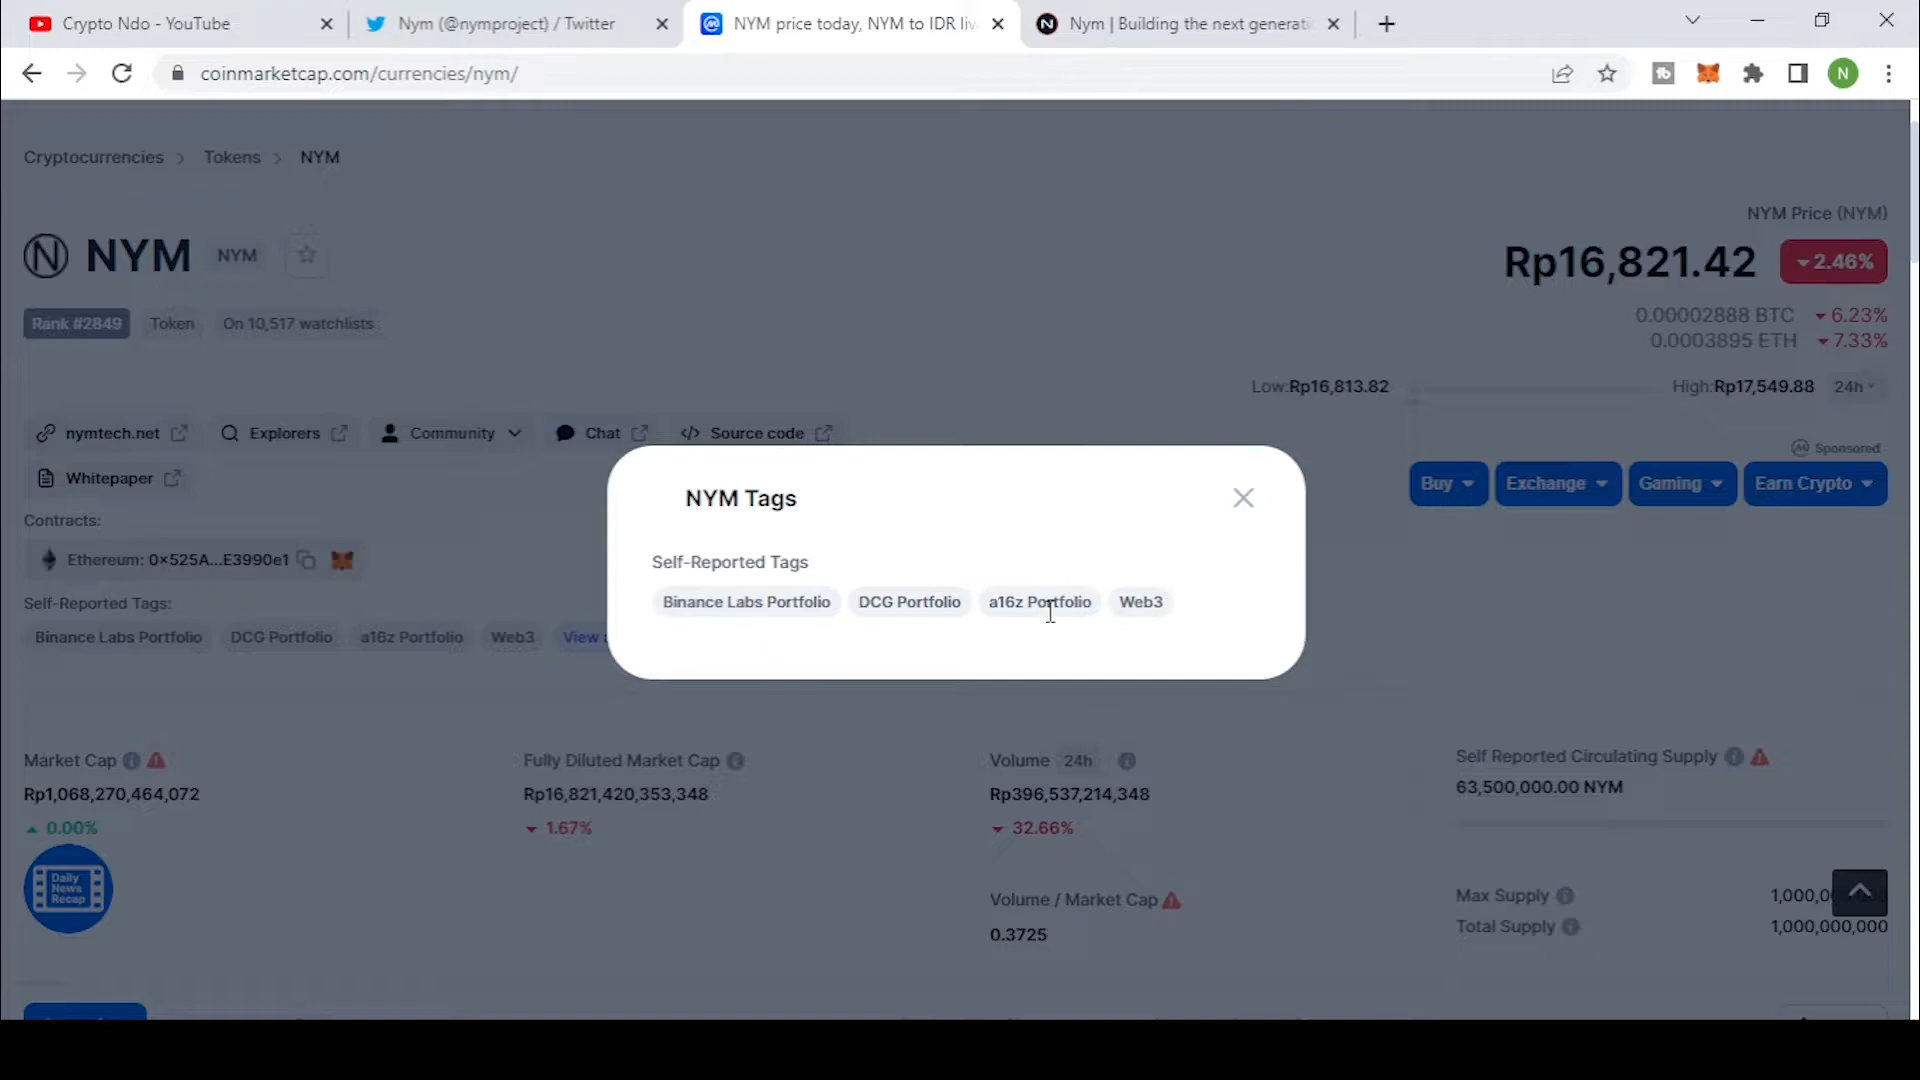 Crypto Ndo - YouTube
Nym (@nymproject) / Twitter
NYM price today, NYM to IDR liv
Nym | Building the next generati
coinmarketcap.com/currencies/nym/
N
Cryptocurrencies > Tokens > NYM
NYM Price (NYM)
NYM NYM
Rp16,821.42 2.46%
Rank #2849 Token On 10,517 watchlists
0.00002888 BTC 6.23%
0.0003895 ETH 7.33%
Low:Rp16,813.82 High:Rp17,549.88 24h
nymtech.net Explorers Community Chat Source code
Sponsored
Whitepaper
Buy Exchange Gaming Earn Crypto
NYM Tags
Contracts:
Ethereum: 0x525A...E3990e1
Self-Reported Tags
Binance Labs Portfolio DCG Portfolio a16z Portfolio Web3
Self-Reported Tags:
Binance Labs Portfolio DCG Portfolio a16z Portfolio Web3 View
Market Cap
Rp1,068,270,464,072
0.00%
Fully Diluted Market Cap
Rp16,821,420,353,348
1.67%
Volume 24h
Rp396,537,214,348
32.66%
Volume / Market Cap
0.3725
Self Reported Circulating Supply
63,500,000.00 NYM
Max Supply 1,000,0
Total Supply 1,000,000,000
Daily
News
Recap